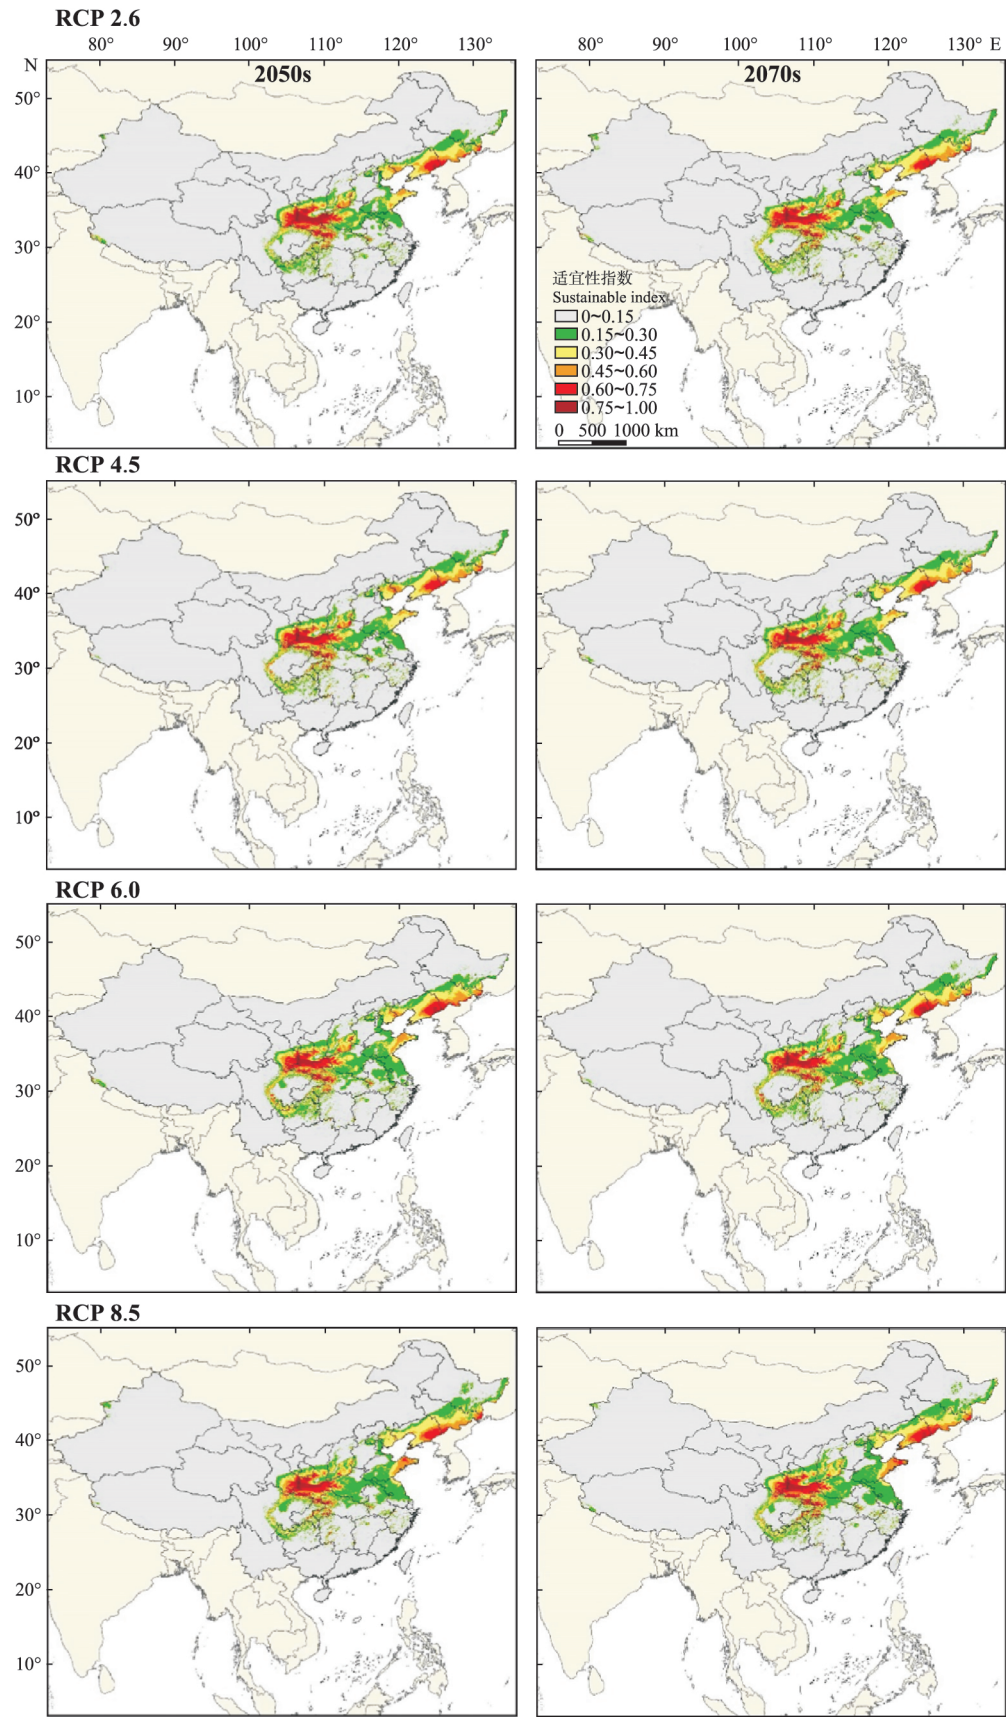 RCP 2.6
80° 90° 100° 110° 120° 130° 80° 90° 100° 110° 120° 130° E
N
2050s 2070s
50°
40°
30°
20°
10°
适宜性指数
Sustainable index
0~0.15
0.15~0.30
0.30~0.45
0.45~0.60
0.60~0.75
0.75~1.00
0 500 1000 km
RCP 4.5
50°
40°
30°
20°
10°
RCP 6.0
50°
40°
30°
20°
10°
RCP 8.5
50°
40°
30°
20°
10°